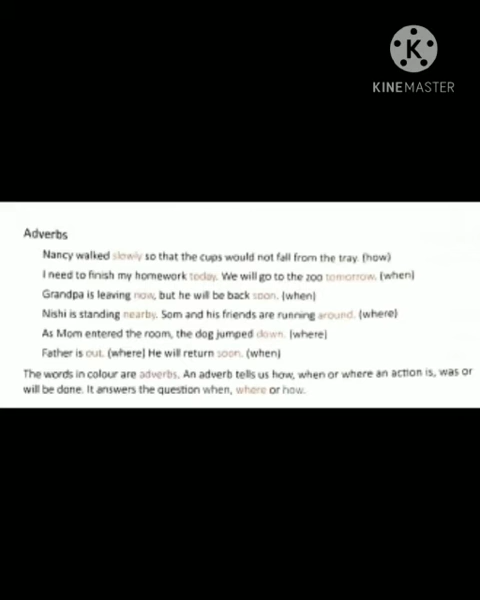 KINEMASTER
Adverbs
Nancy walked slowly so that the cups would not fall from the tray. (how)
I need to finish my homework today. We will go to the zoo tomorrow. (when)
Grandpa is leaving now, but he will be back soon. (when)
Nishi is standing nearby. Som and his friends are running around. (where)
As Mom entered the room, the dog jumped down. (where)
Father is out. (where) He will return soon. (when)
The words in colour are adverbs. An adverb tells us how, when or where an action is, was or
will be done. It answers the question when, where or how.